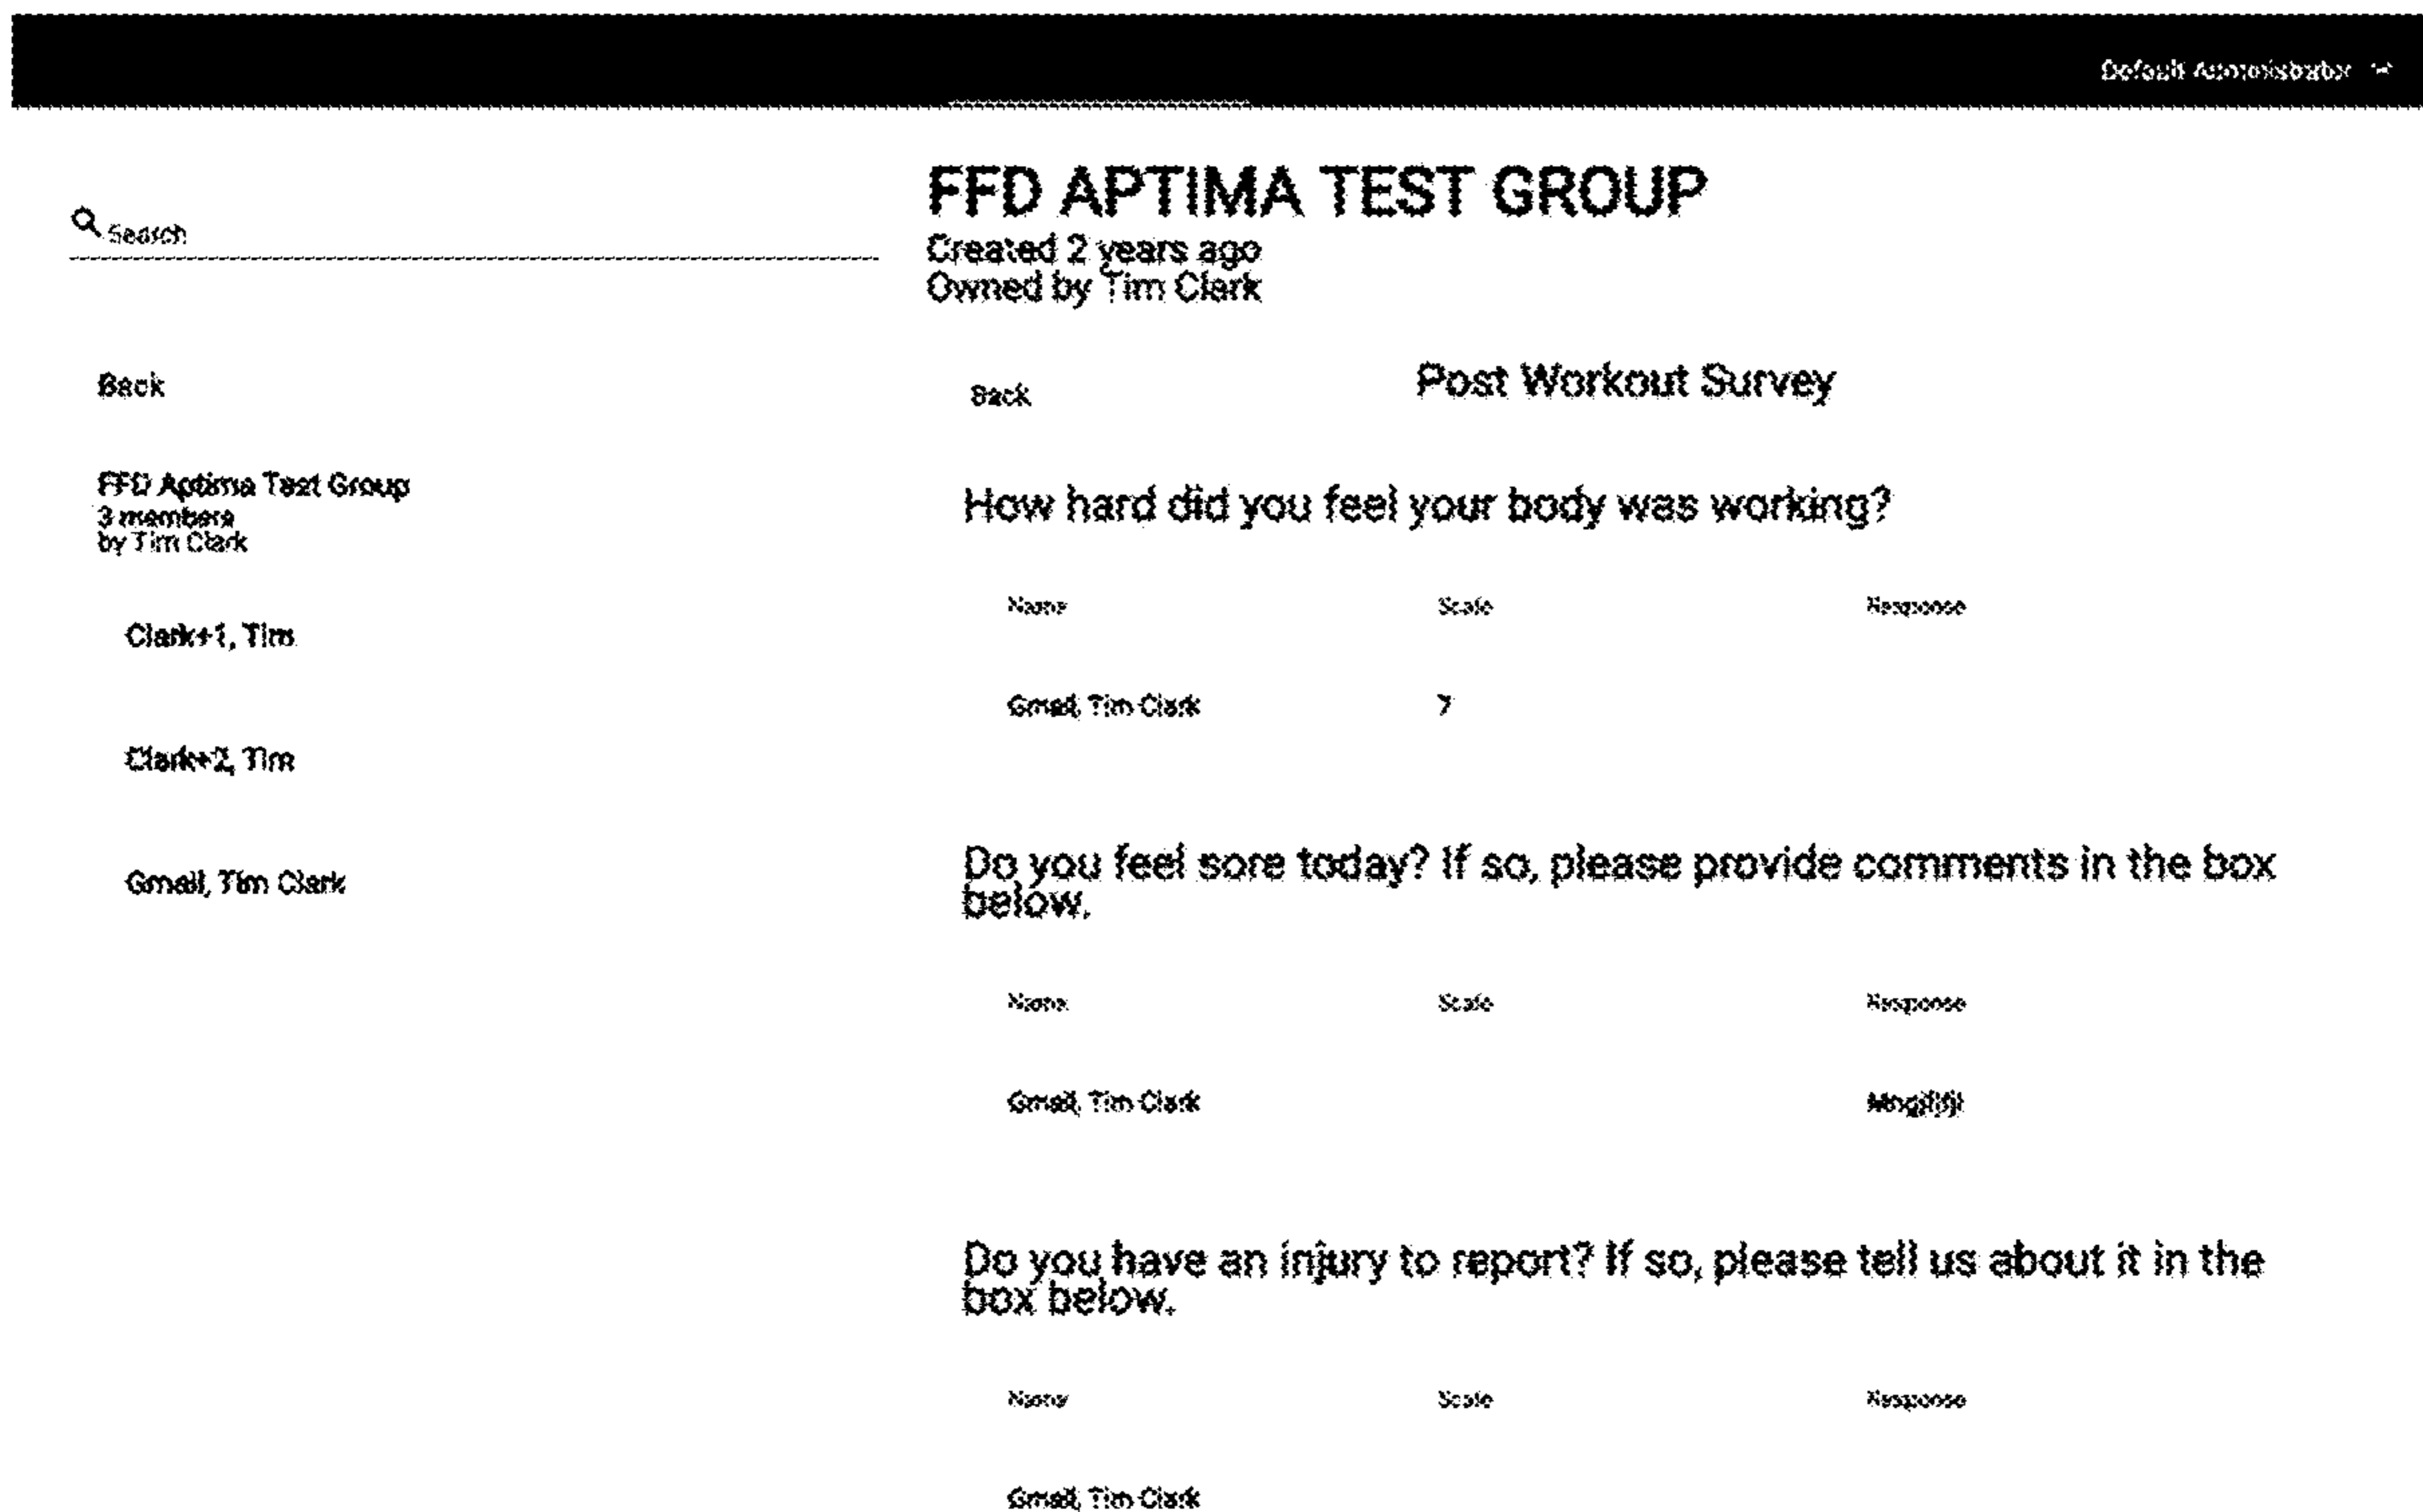 Default Administrator
Search
Back
FFD Aptima Test Group
3 members
by Tim Clark
Clark+1, Tim
Clark+2, Tim
Gmail, Tim Clark
FFD APTIMA TEST GROUP
Created 2 years ago
Owned by Tim Clark
Back
Post Workout Survey
How hard did you feel your body was working?
Name Scale Response
Gmail, Tim Clark 7
Do you feel sore today? If so, please provide comments in the box
below.
Name Scale Response
Gmail, Tim Clark
Do you have an injury to report? If so, please tell us about it in the
box below.
Name Scale Response
Gmail, Tim Clark